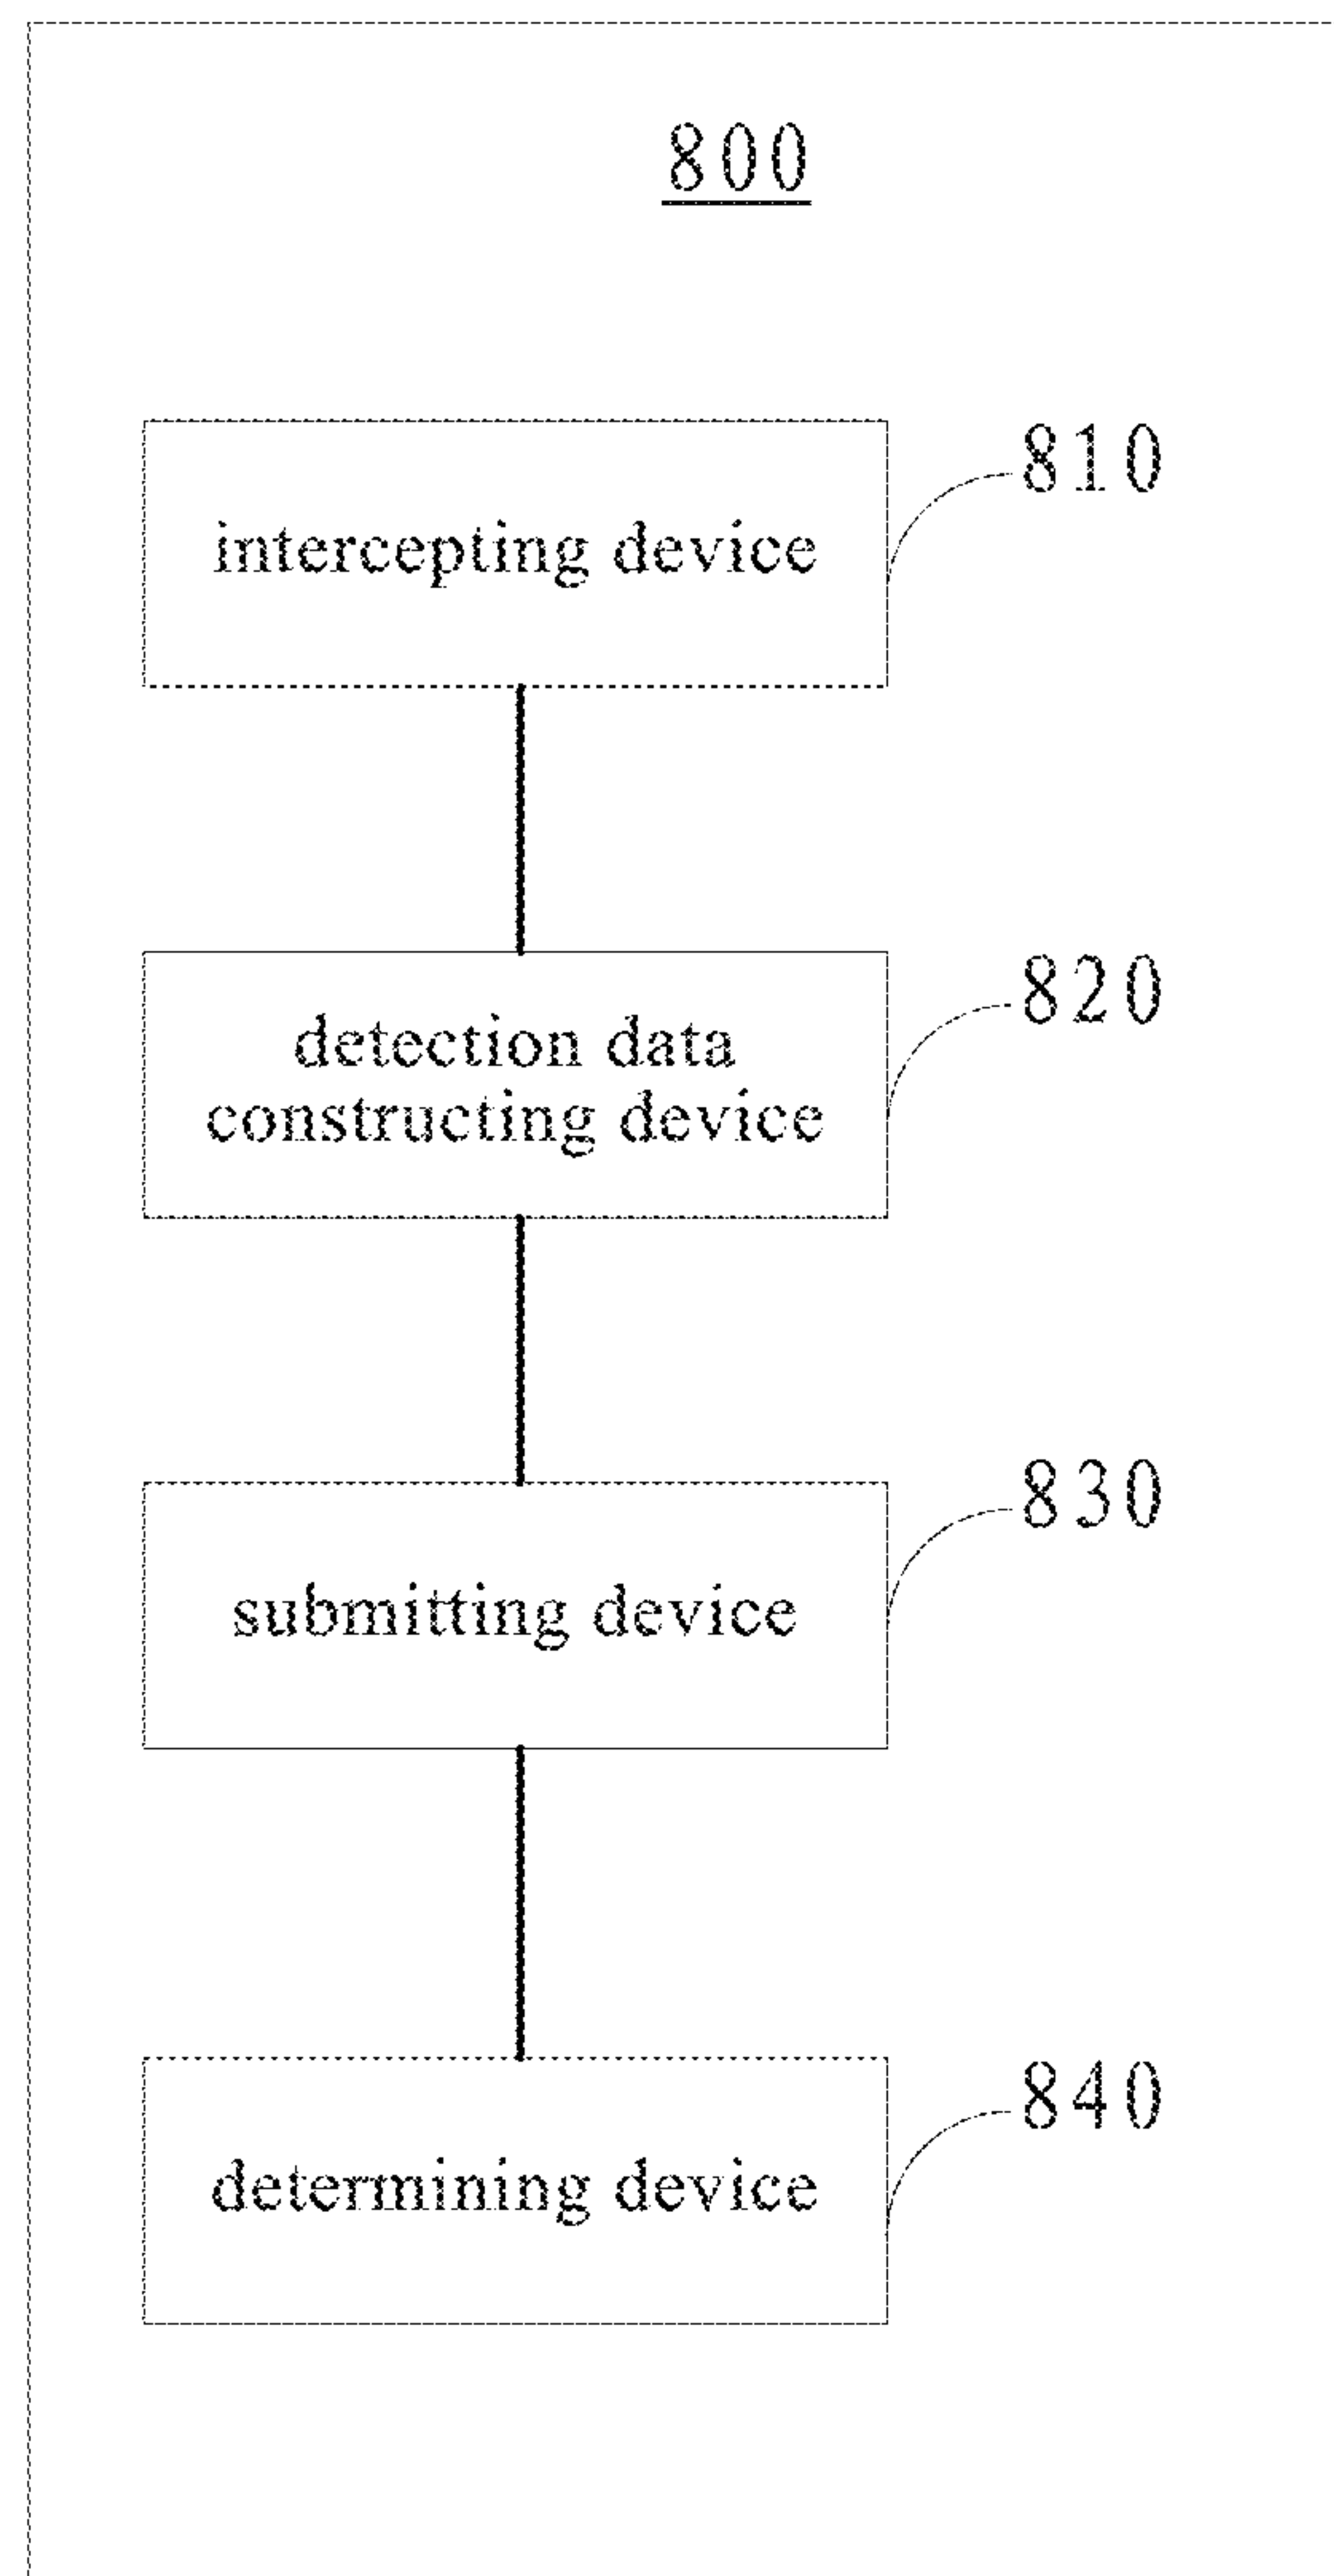 800
intercepting device
810
detection data
constructing device
820
submitting device
830
determining device
840